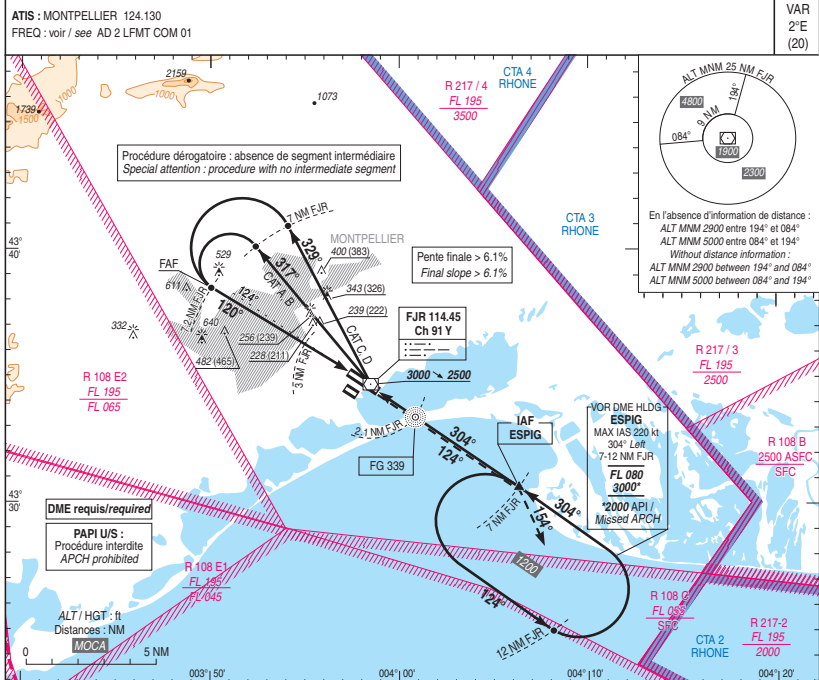 ATIS : MONTPELLIER 124.130
FREQ : voir / see AD 2 LFMT COM 01
VAR
2°E
(20)
2159
1000
1000
1739
1500
1073
R 217 / 4
FL 195
3500
CTA 4
RHONE
ALT MNM 25 NM FJR
4800
194°
9 NM
084°
1900
2300
Procédure dérogatoire : absence de segment intermédiaire
Special attention : procedure with no intermediate segment
CTA 3
RHONE
En l'absence d'information de distance :
ALT MNM 2900 entre 194° et 084°
ALT MNM 5000 entre 084° et 194°
Without distance information :
ALT MNM 2900 between 194° and 084°
ALT MNM 5000 between 084° and 194°
43°
40
7 NM FJR
MONTPELLIER
329°
400 (383)
317°
529
FAF
611
CAT A, B
Pente finale > 6.1%
Final slope > 6.1%
343 (326)
239 (222)
7.2 NM FJR
124°
120°
640
332
256 (239)
228 (211)
482 (465)
3 NM FJR
CAT C, D
FJR 114.45
Ch 91 Y
3000 ➘ 2500
R 217 / 3
FL 195
2500
R 108 E2
FL 195
FL 065
2.1 NM FJR
304°
124°
FG 339
IAF
ESPIG
VOR DME HLDG
ESPIG
MAX IAS 220 kt
304° Left
7-12 NM FJR
FL 080
3000*
*2000 API /
Missed APCH
R 108 B
2500 ASFC
SFC
43°
30
DME requis/required
PAPI U/S :
Procédure interdite
APCH prohibited
7 NM FJR
154°
304°
1200
R 108 E1
FL 195
FL 045
124°
12 NM FJR
R 108 C
FL 055
SFC
CTA 2
RHONE
R 217-2
FL 195
2000
ALT / HGT : ft
Distances : NM
MOCA
0
5 NM
003° 50'
004° 00'
004° 10'
004° 20'